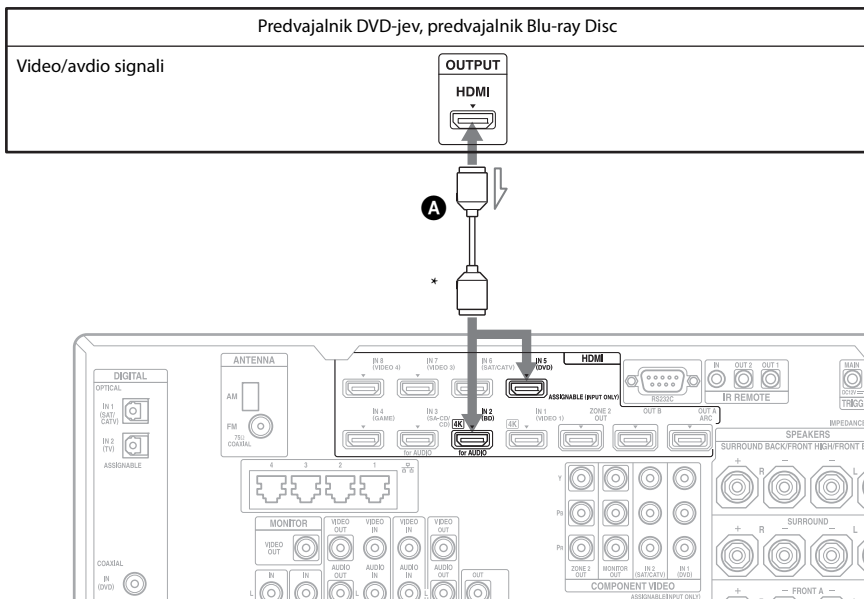 Predvajalnik DVD-jev, predvajalnik Blu-ray Disc
Video/avdio signali
OUTPUT
HDMI
A
*
DIGITAL
OPTICAL
IN 1
(SAT/
CATV)
IN 2
(TV)
ASSIGNABLE
COAXIAL
IN
(DVD)
ANTENNA
AM
FM
75Ω
COAXIAL
IN 8
(VIDEO 4)
IN 7
(VIDEO 3)
IN 6
(SAT/CATV)
IN 5
(DVD)
HDMI
ASSIGNABLE (INPUT ONLY)
IN 4
(GAME)
IN 3
(SA-CD/
CD)
for AUDIO
4K
IN 2
(BD)
for AUDIO
4K
IN 1
(VIDEO 1)
ZONE 2
OUT
OUT B
OUT A
ARC
RS232C
IN
OUT 2
OUT 1
IR REMOTE
MAIN
DC12V
TRIGG
IMPEDANCE
SPEAKERS
SURROUND BACK/FRONT HIGH/FRONT B
+ – – +
R L
SURROUND
+ – –
R L
+ – FRONT A –
4 3 2 1
MONITOR
VIDEO
OUT
VIDEO
OUT
VIDEO
IN
VIDEO
IN
VIDEO
OUT
IN
IN
AUDIO
OUT
AUDIO
IN
AUDIO
IN
AUDIO
OUT
OUT
L
L
Y
PB
PR
ZONE 2
OUT
MONITOR
OUT
IN 2
(SAT/CATV)
IN 1
(DVD)
COMPONENT VIDEO
ASSIGNABLE (INPUT ONLY)